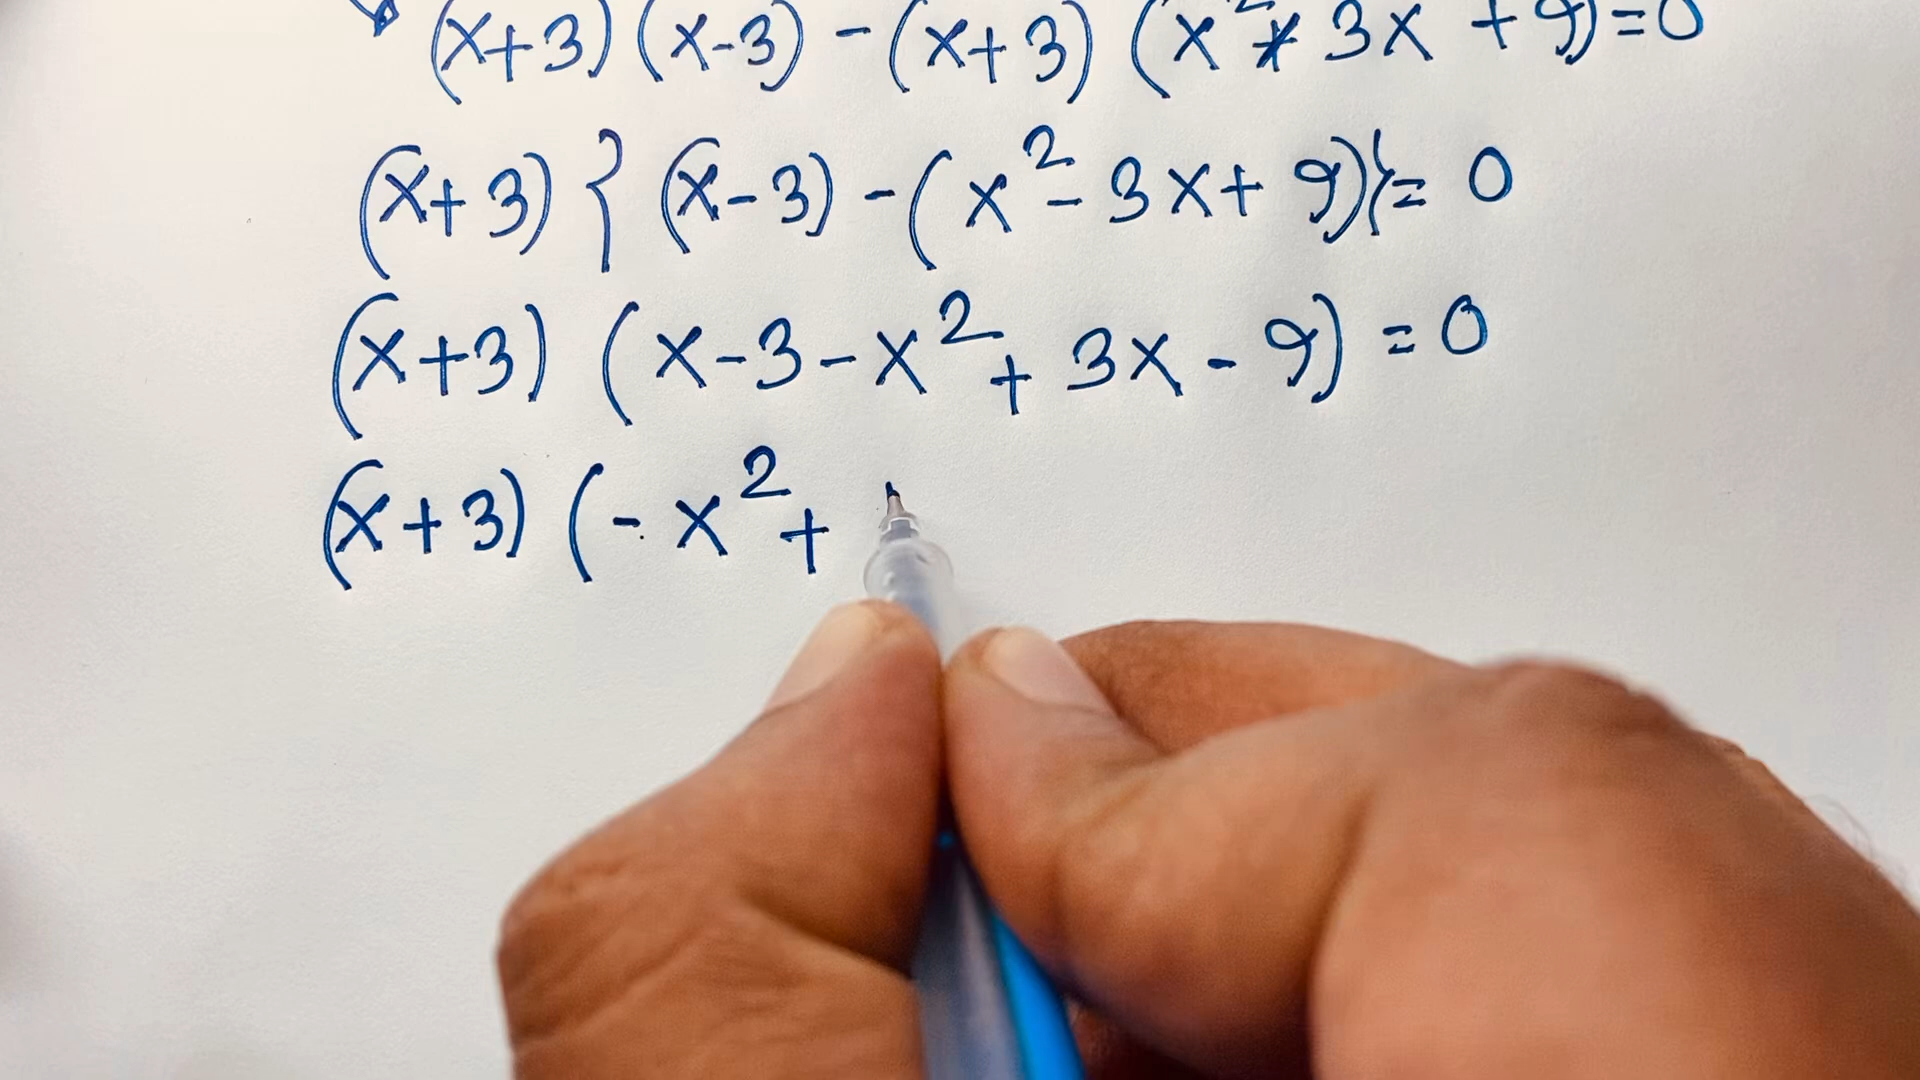 (x+3)(x-3) - (x+3)(x² - 3x + 9) = 0
(x+3) } (x-3) - (x² - 3x + 9) } = 0
(x+3) (x-3-x² + 3x - 9) = 0
(x+3) (- x² +